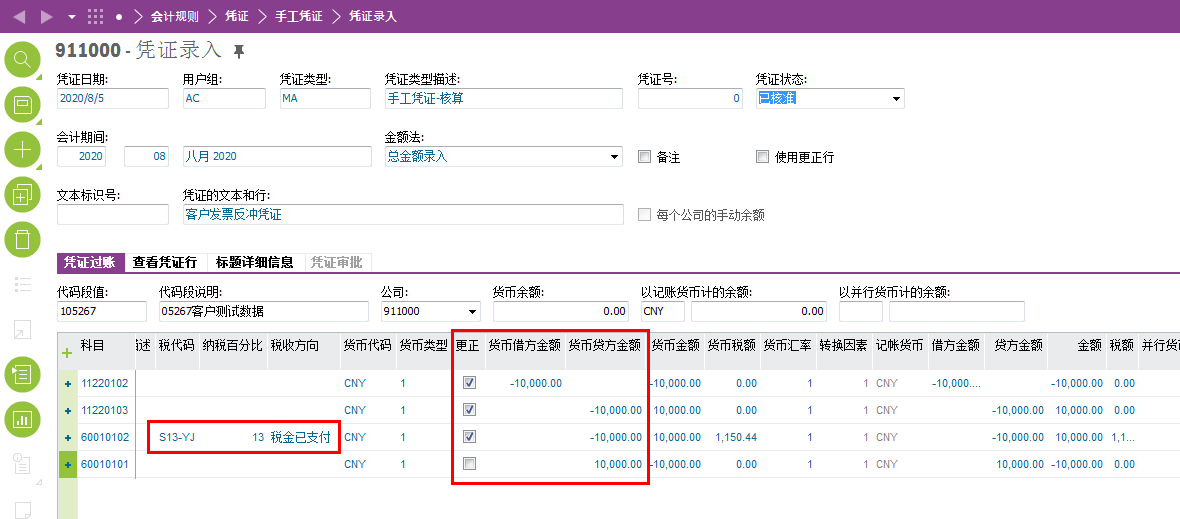 会计规则 凭证 手工凭证 凭证录入
911000 - 凭证录入
凭证日期: 用户组: 凭证类型: 凭证类型描述: 凭证号: 凭证状态:
2020/8/5 AC MA 手工凭证-核算 0 已核准
会计期间: 金额法:
2020 08 八月 2020 总金额录入 备注 使用更正行
文本标识号: 凭证的文本和行:
客户发票反冲凭证 每个公司的手动余额
凭证过账 查看凭证行 标题详细信息 凭证审批
代码段值: 代码段说明: 公司: 货币余额: 以记账货币计的余额: 以并行货币计的余额:
105267 05267客户测试数据 911000 0.00 CNY 0.00
科目 述 税代码 纳税百分比 税收方向 货币代码 货币类型 更正 货币借方金额 货币贷方金额 货币金额 货币税额 货币汇率 转换因素 记帐货币 借方金额 贷方金额 金额 税额 并行货
11220102 CNY 1 -10,000.00 -10,000.00 0.00 1 1 CNY -10,000.... -10,000.00 0.00
11220103 CNY 1 -10,000.00 10,000.00 0.00 1 1 CNY -10,000.00 10,000.00 0.00
60010102 S13-YJ 13 税金已支付 CNY 1 -10,000.00 10,000.00 1,150.44 1 1 CNY -10,000.00 10,000.00 1,1...
60010101 CNY 1 10,000.00 -10,000.00 0.00 1 1 CNY 10,000.00 -10,000.00 0.00